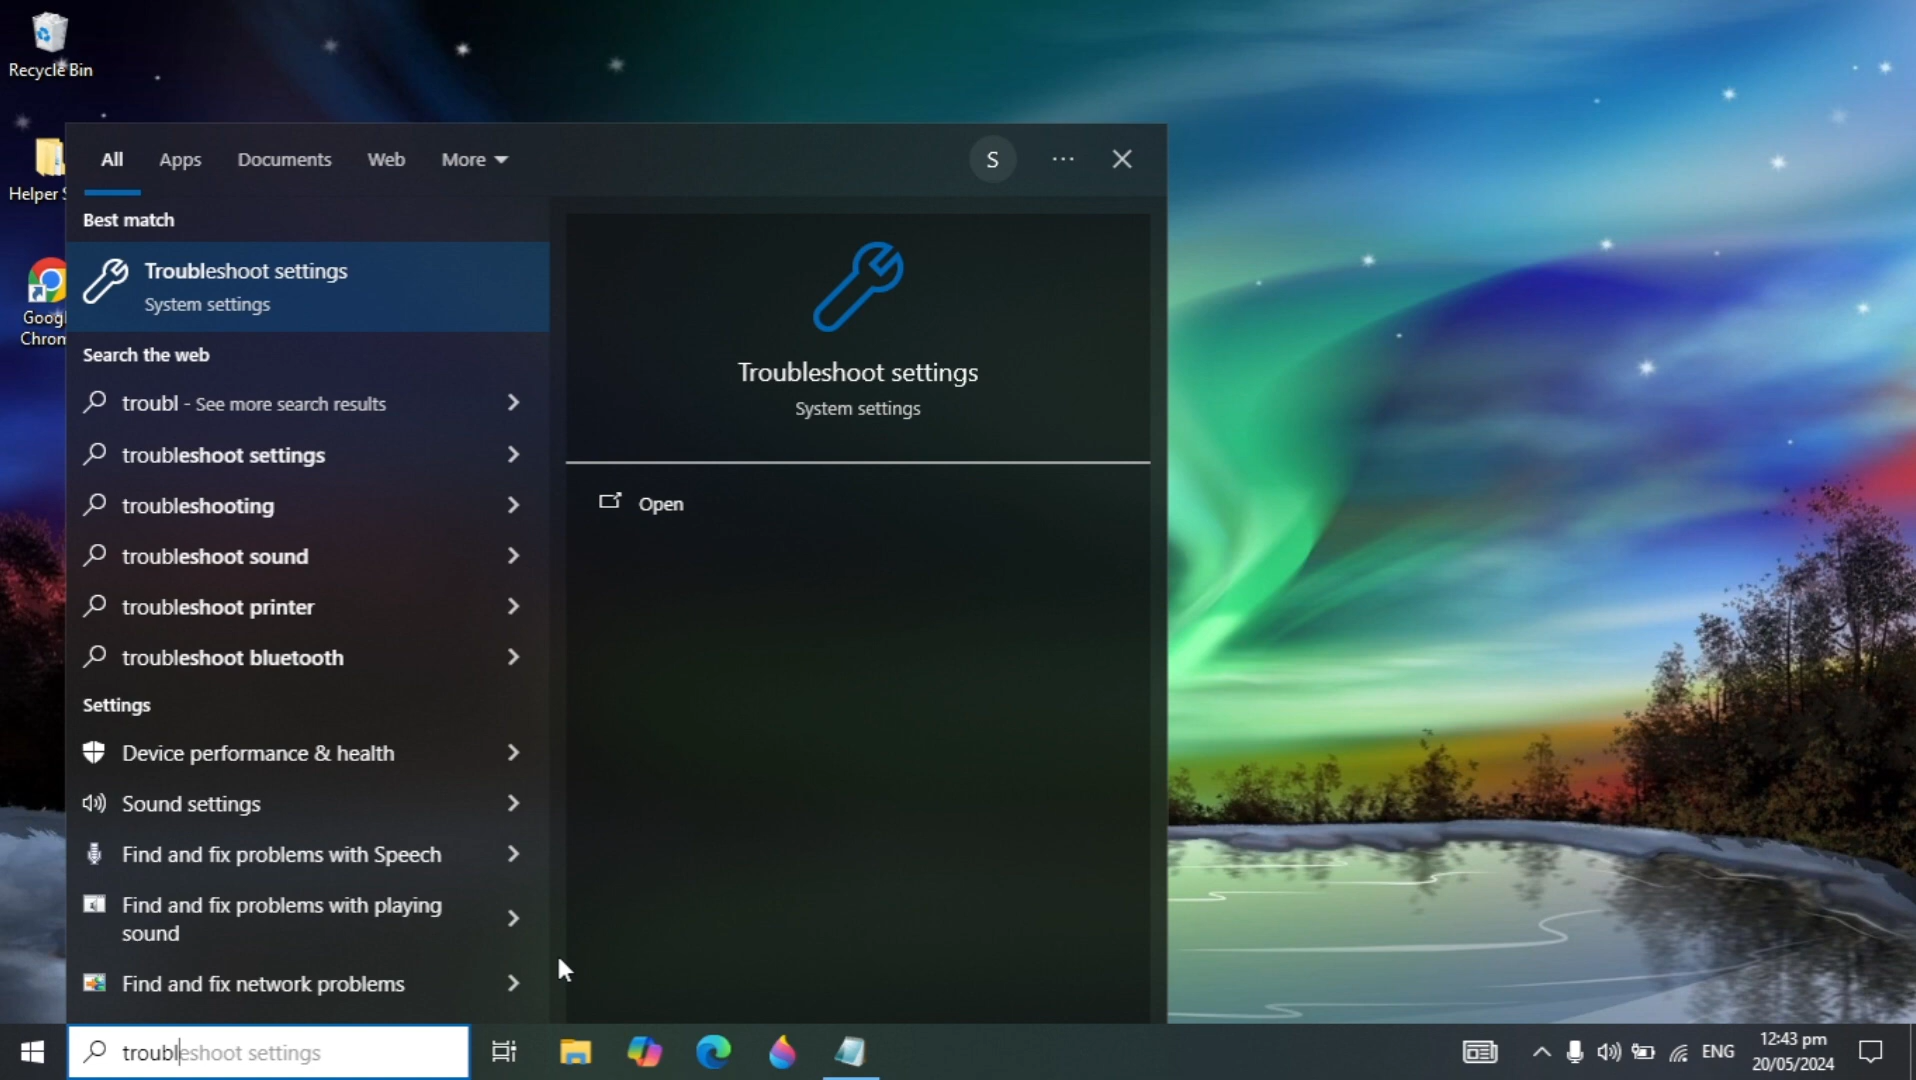 Recycle Bin
Helper S
Googl
Chrom
All Apps Documents Web More S
Best match
Troubleshoot settings
System settings
Search the web
troubl - See more search results
troubleshoot settings
troubleshooting
troubleshoot sound
troubleshoot printer
troubleshoot bluetooth
Settings
Device performance & health
Sound settings
Find and fix problems with Speech
Find and fix problems with playing
sound
Find and fix network problems
Troubleshoot settings
System settings
Open
troubleshoot settings
ENG
12:43 pm
20/05/2024